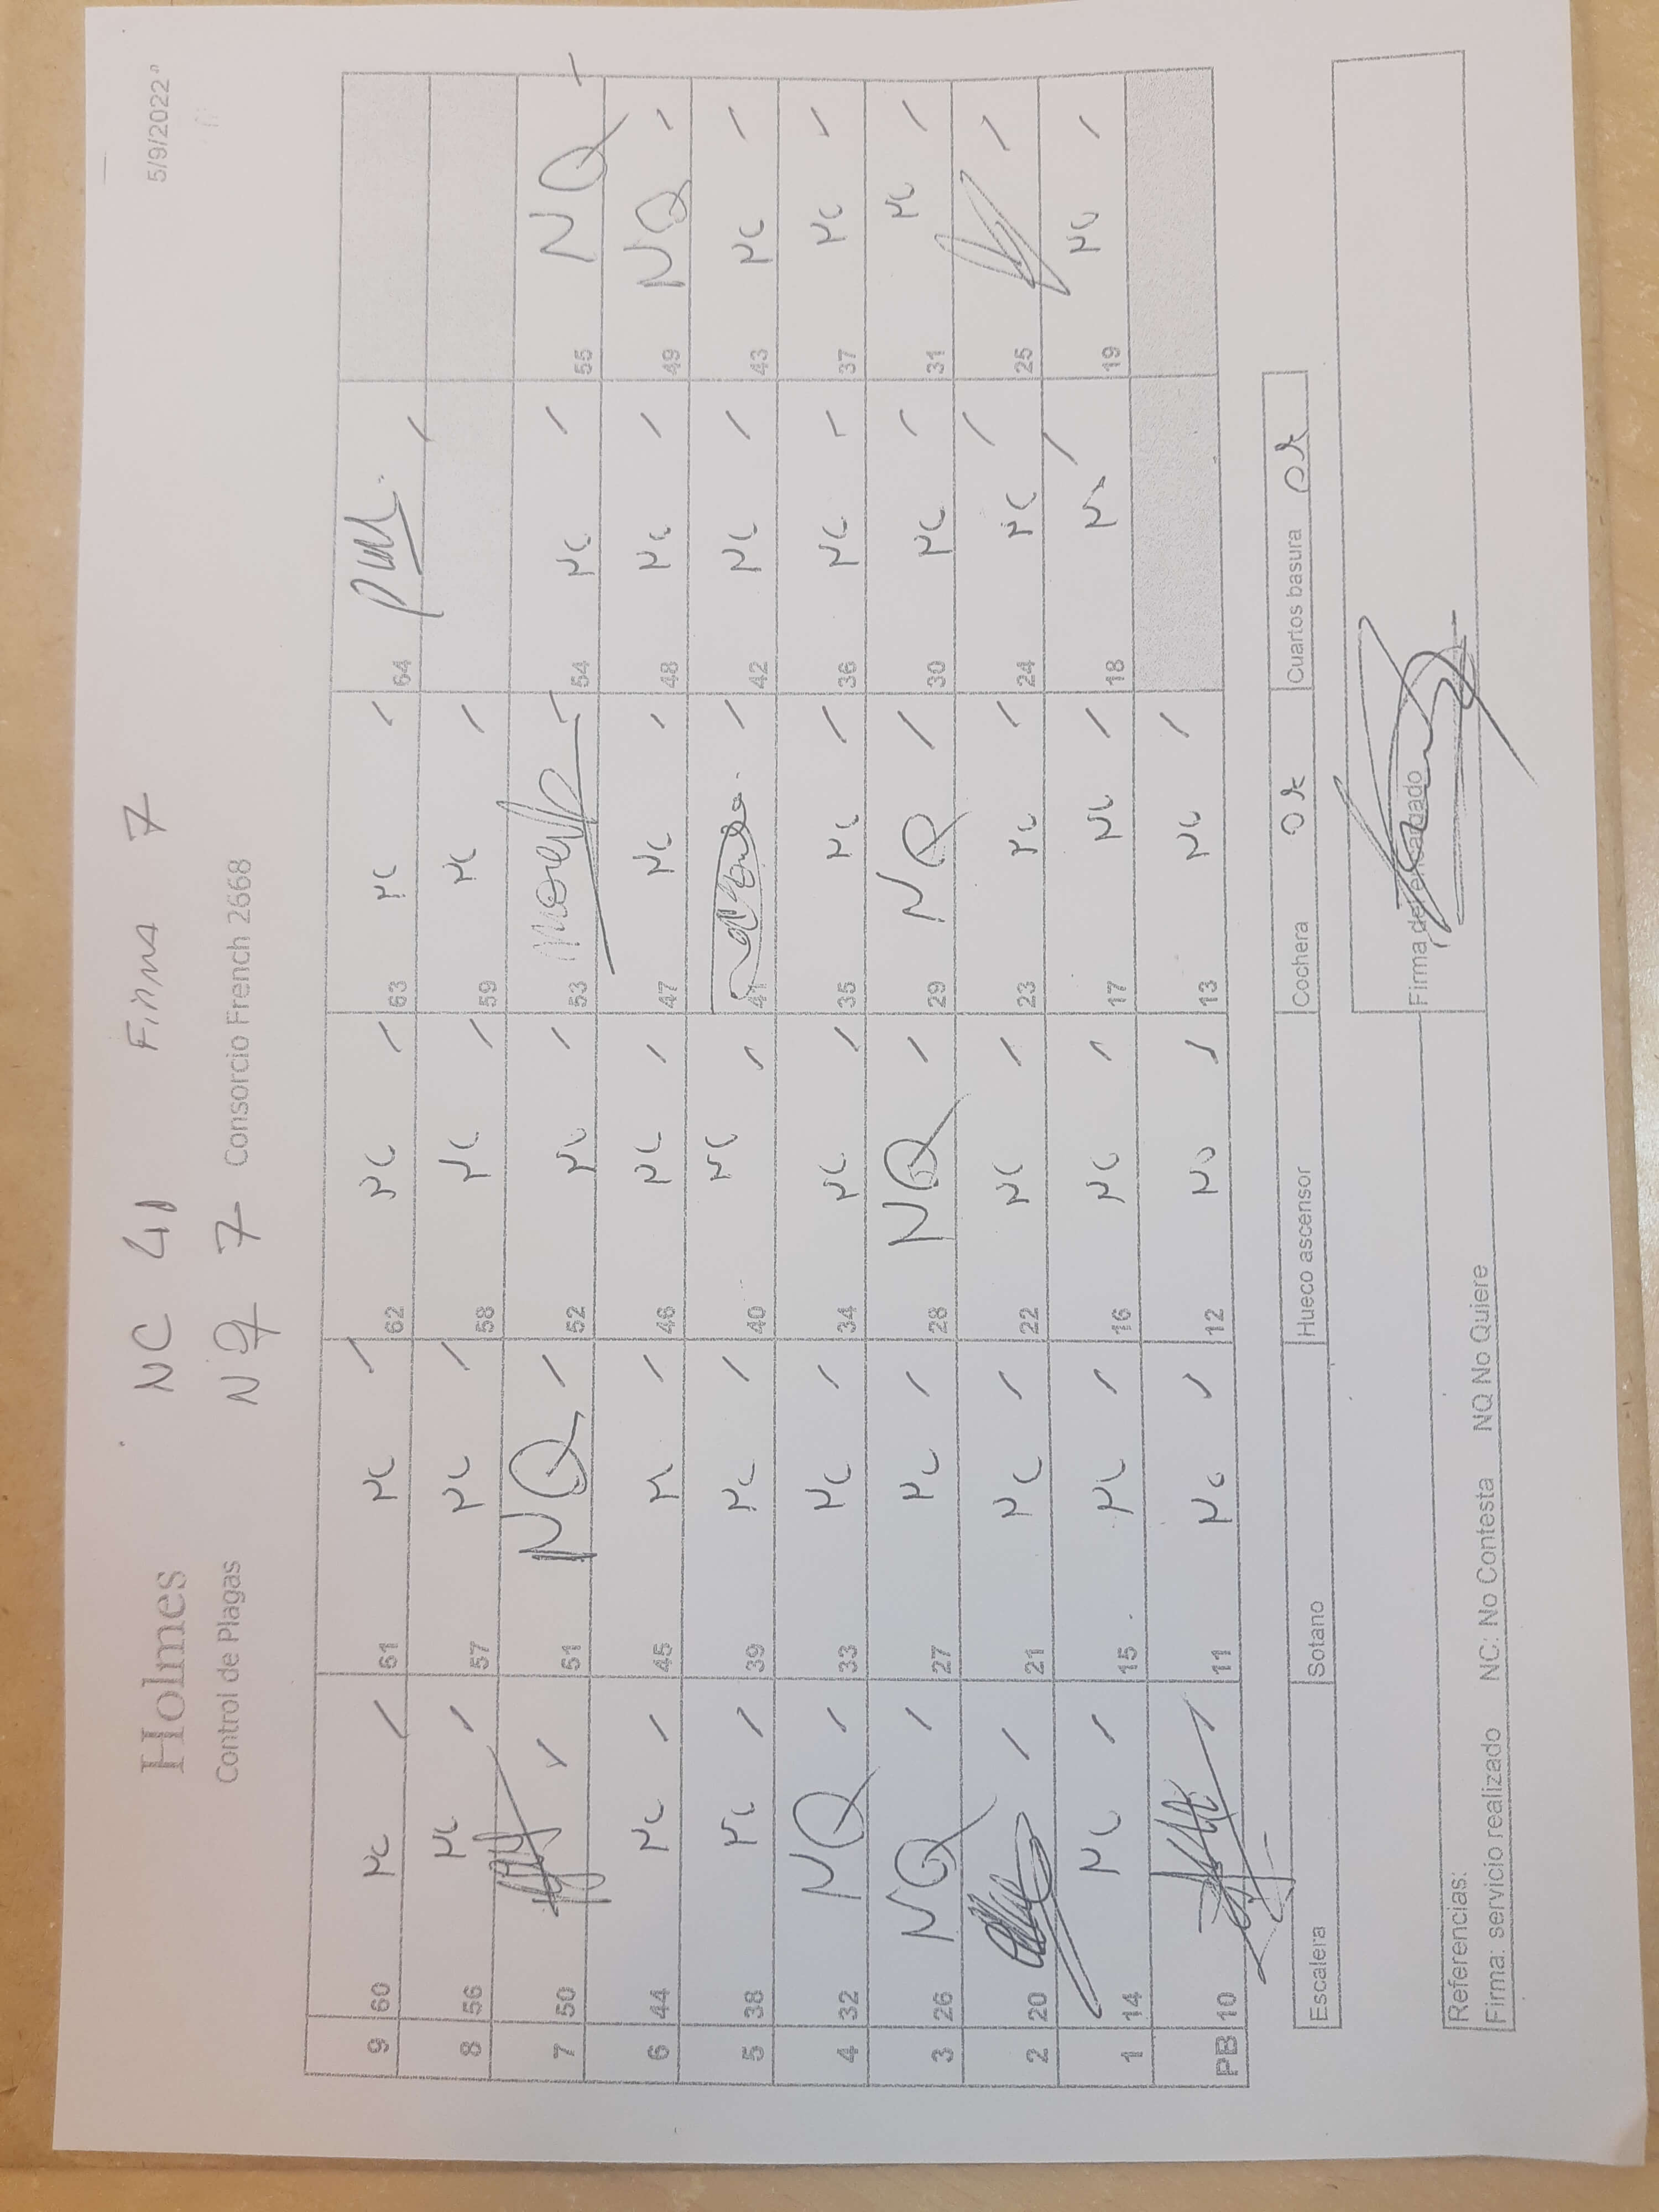 Holmes NC 41 Firma 7 5/9/2022
Control de Plagas NQ 7 Consorcio French 2668
9 60 NC 61 NC 62 NC 63 NC 64
8 56 NC 57 NC 58 NC 59 NC
7 50 51 NQ 52 NC 53 54 NC 55 NQ
6 44 NC 45 NC 46 NC 47 NC 48 NC 49 NQ
5 38 NC 39 NC 40 NC 41 42 NC 43 NC
4 32 NQ 33 NC 34 NC 35 NC 36 NC 37 NC
3 26 NQ 27 NC 28 NQ 29 NQ 30 NC 31 NC
2 20 21 NC 22 NC 23 NC 24 NC 25
1 14 NC 15 NC 16 NC 17 NC 18 NC 19 NC
PB 10 11 NC 12 NC 13 NC
Escalera Sotano Hueco ascensor Cochera ok Cuartos basura ok
Firma del encargado
Referencias:
Firma: servicio realizado NC: No Contesta NQ No Quiere